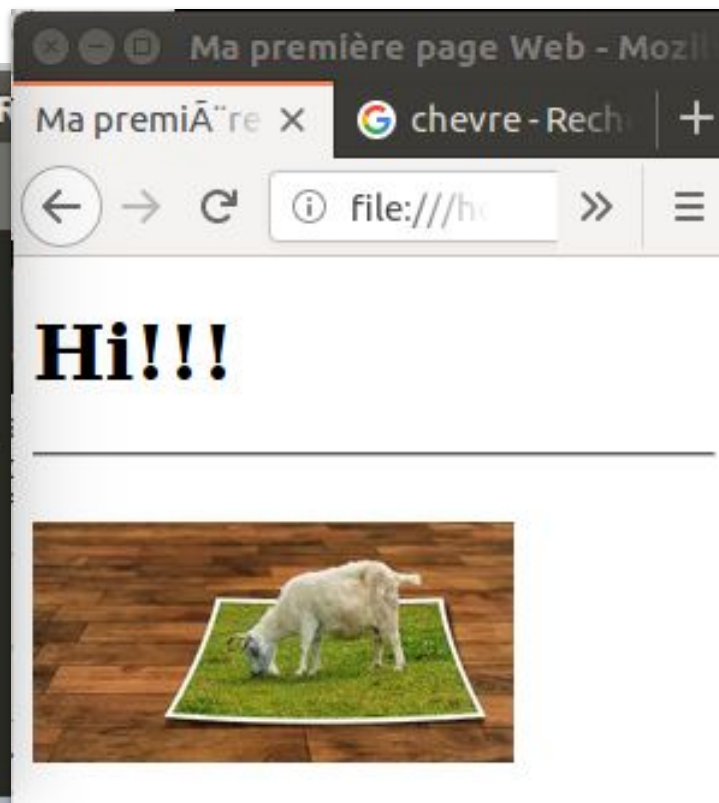 Ma première page Web - Mozil
Ma premiÃ¨re
chevre - Rech
file:///h
Hi!!!